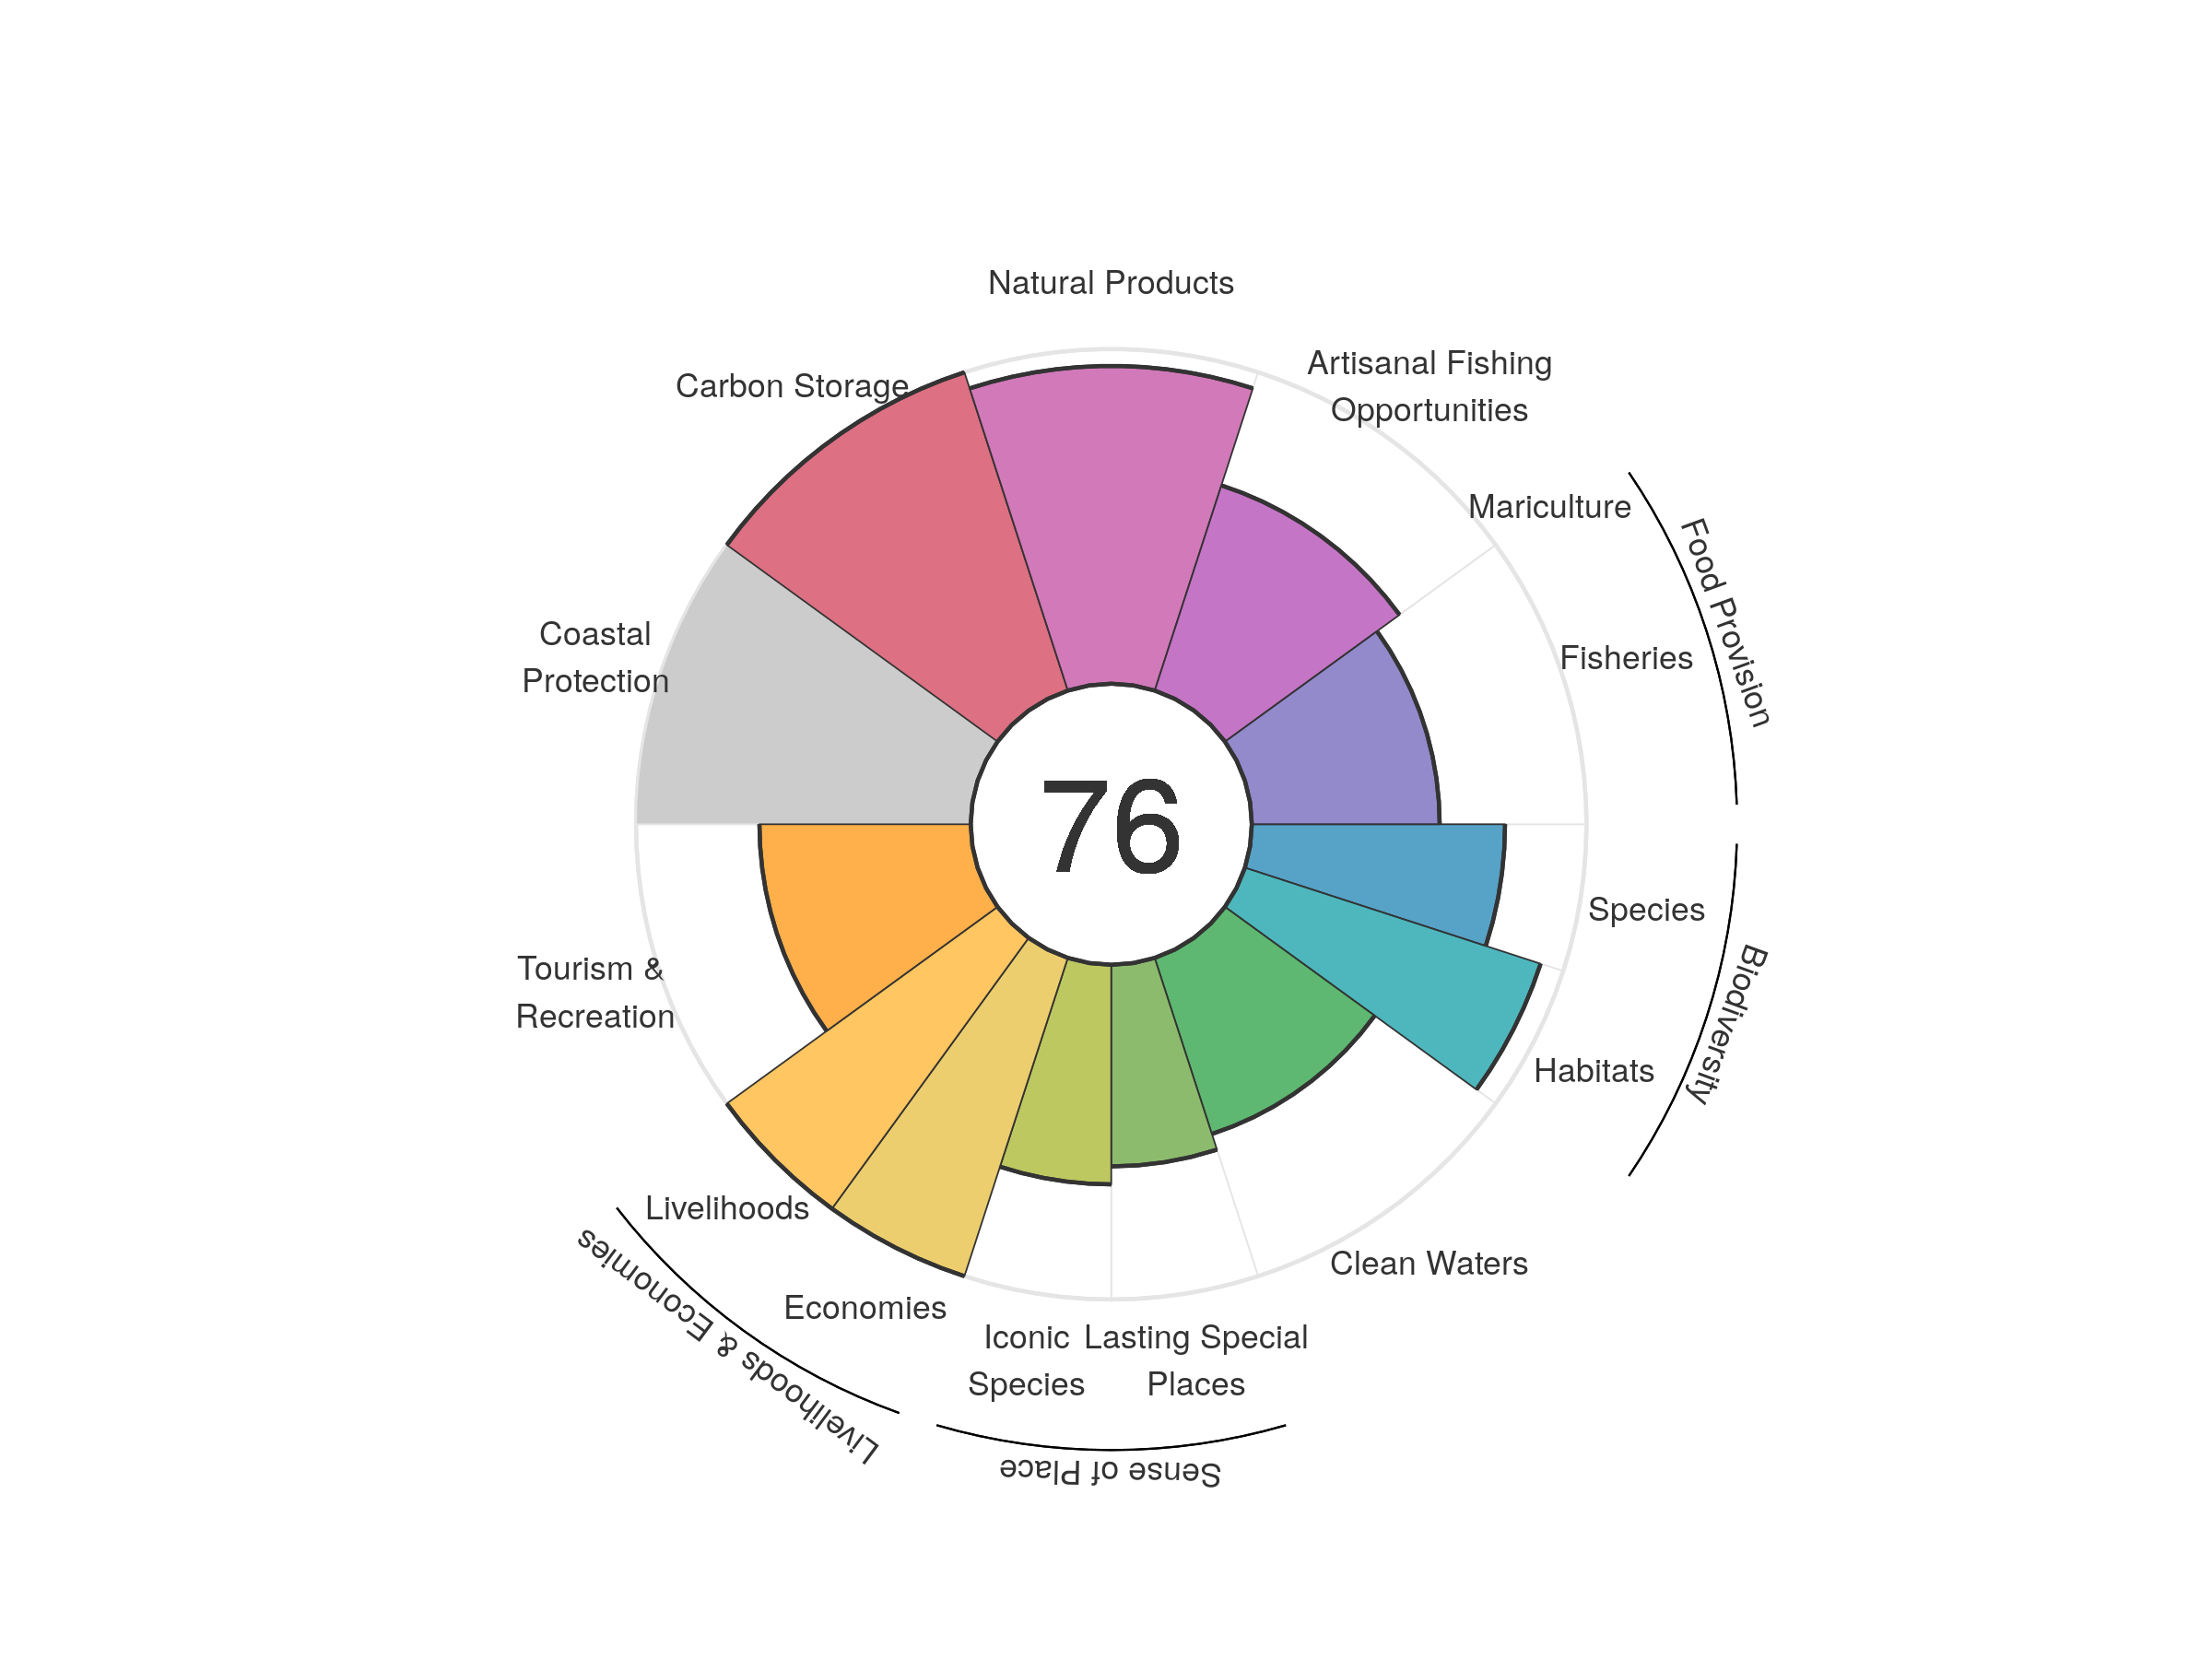 Natural Products
Artisanal Fishing
Opportunities
Carbon Storage
Mariculture
Food Provision
Fisheries
Coastal
Protection
76
Species
Biodiversity
Tourism &
Recreation
Habitats
Livelihoods
Clean Waters
Economies
Livelihoods & Economies
Iconic
Species
Lasting Special
Places
Sense of Place